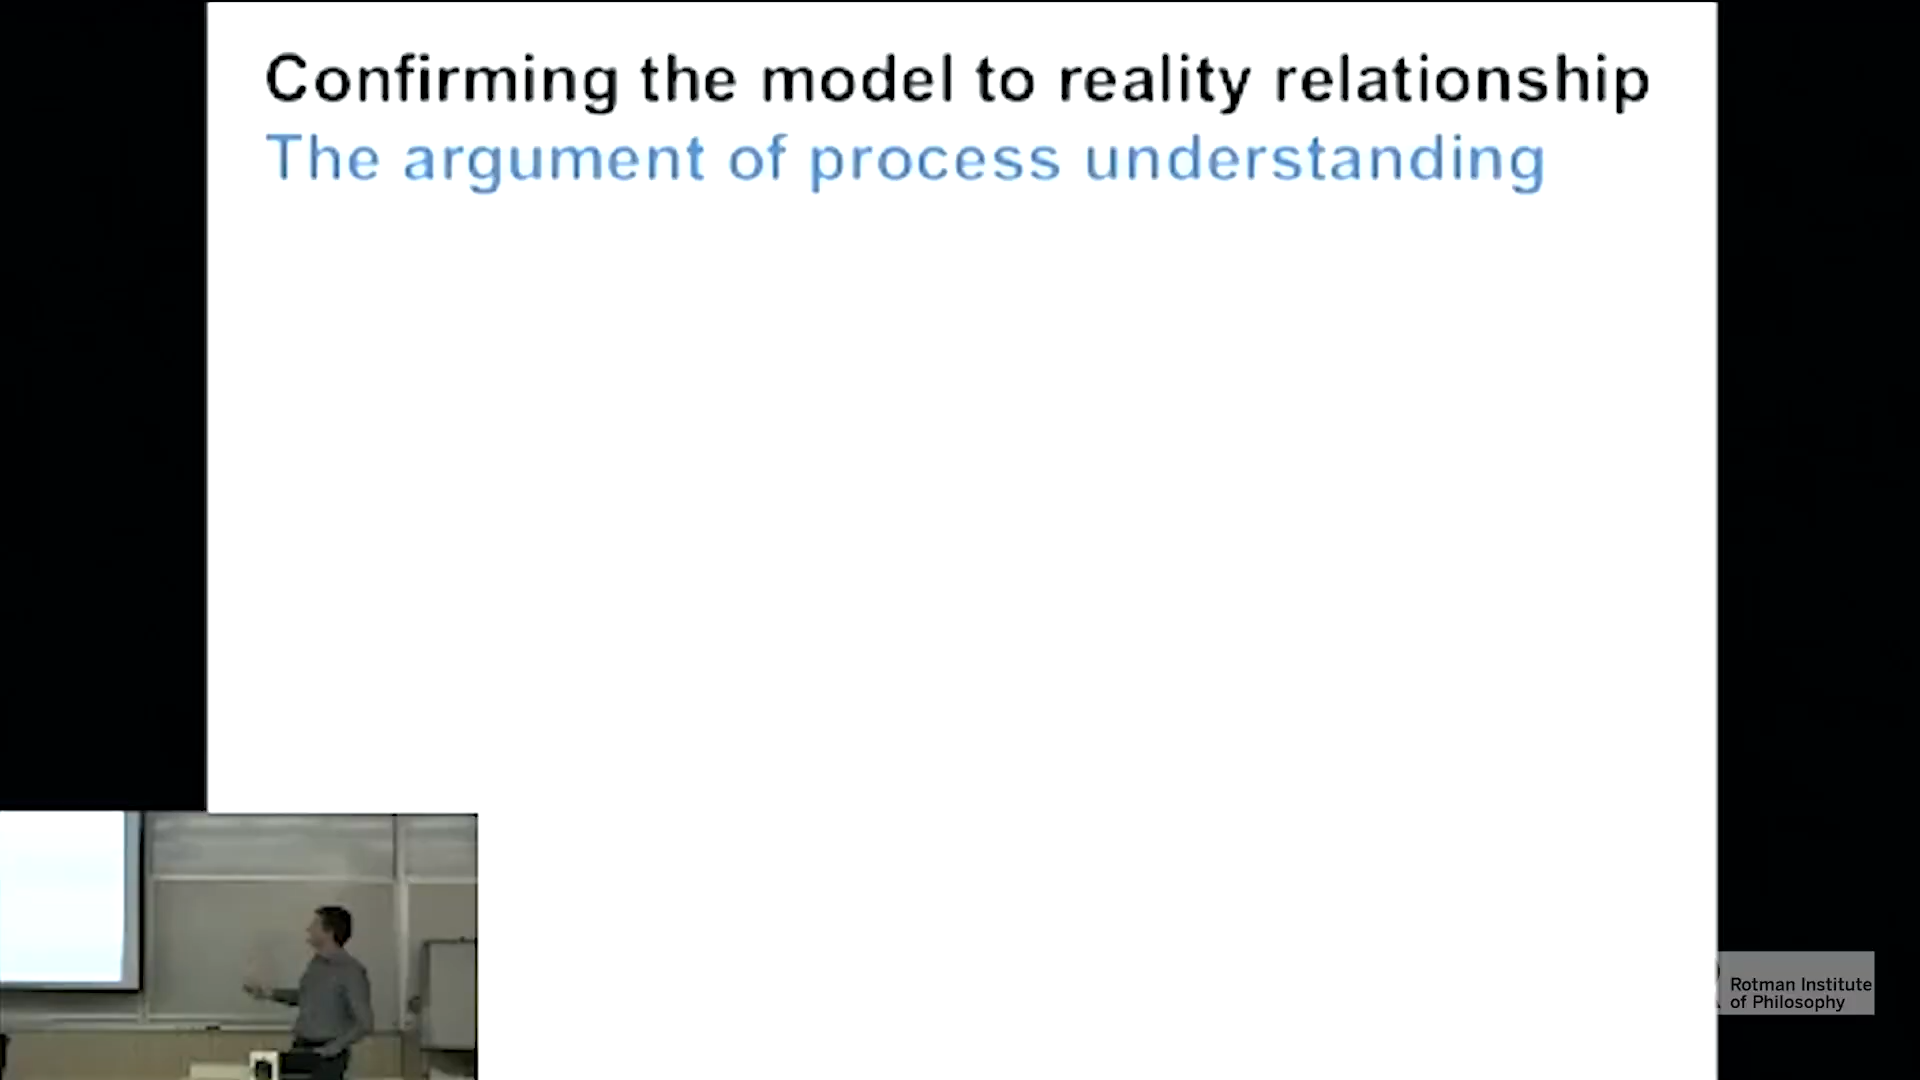 Confirming the model to reality relationship
The argument of process understanding
Rotman Institute
of Philosophy